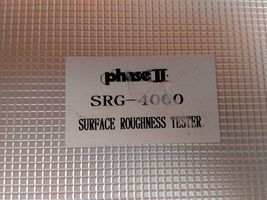 phase II
SRG-4000
SURFACE ROUGHNESS TESTER